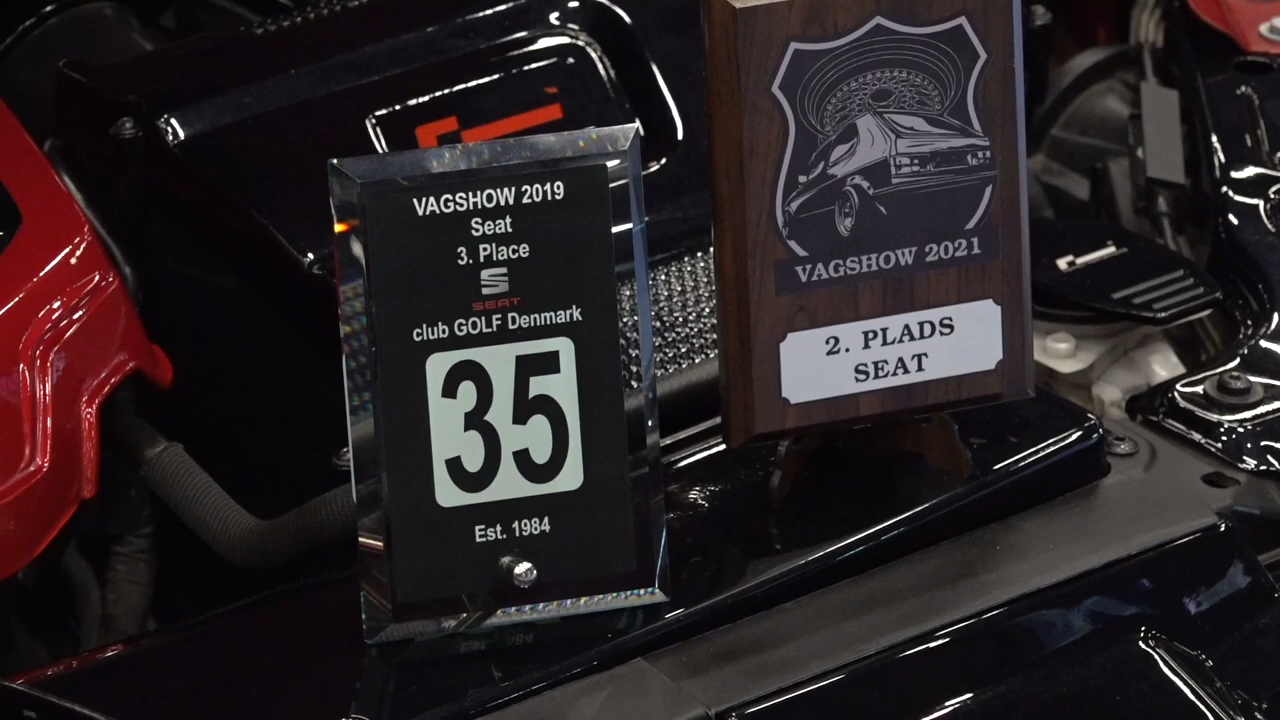 VAGSHOW 2019
Seat
3. Place
SEAT
club GOLF Denmark
35
Est. 1984
VAGSHOW 2021
2. PLADS
SEAT